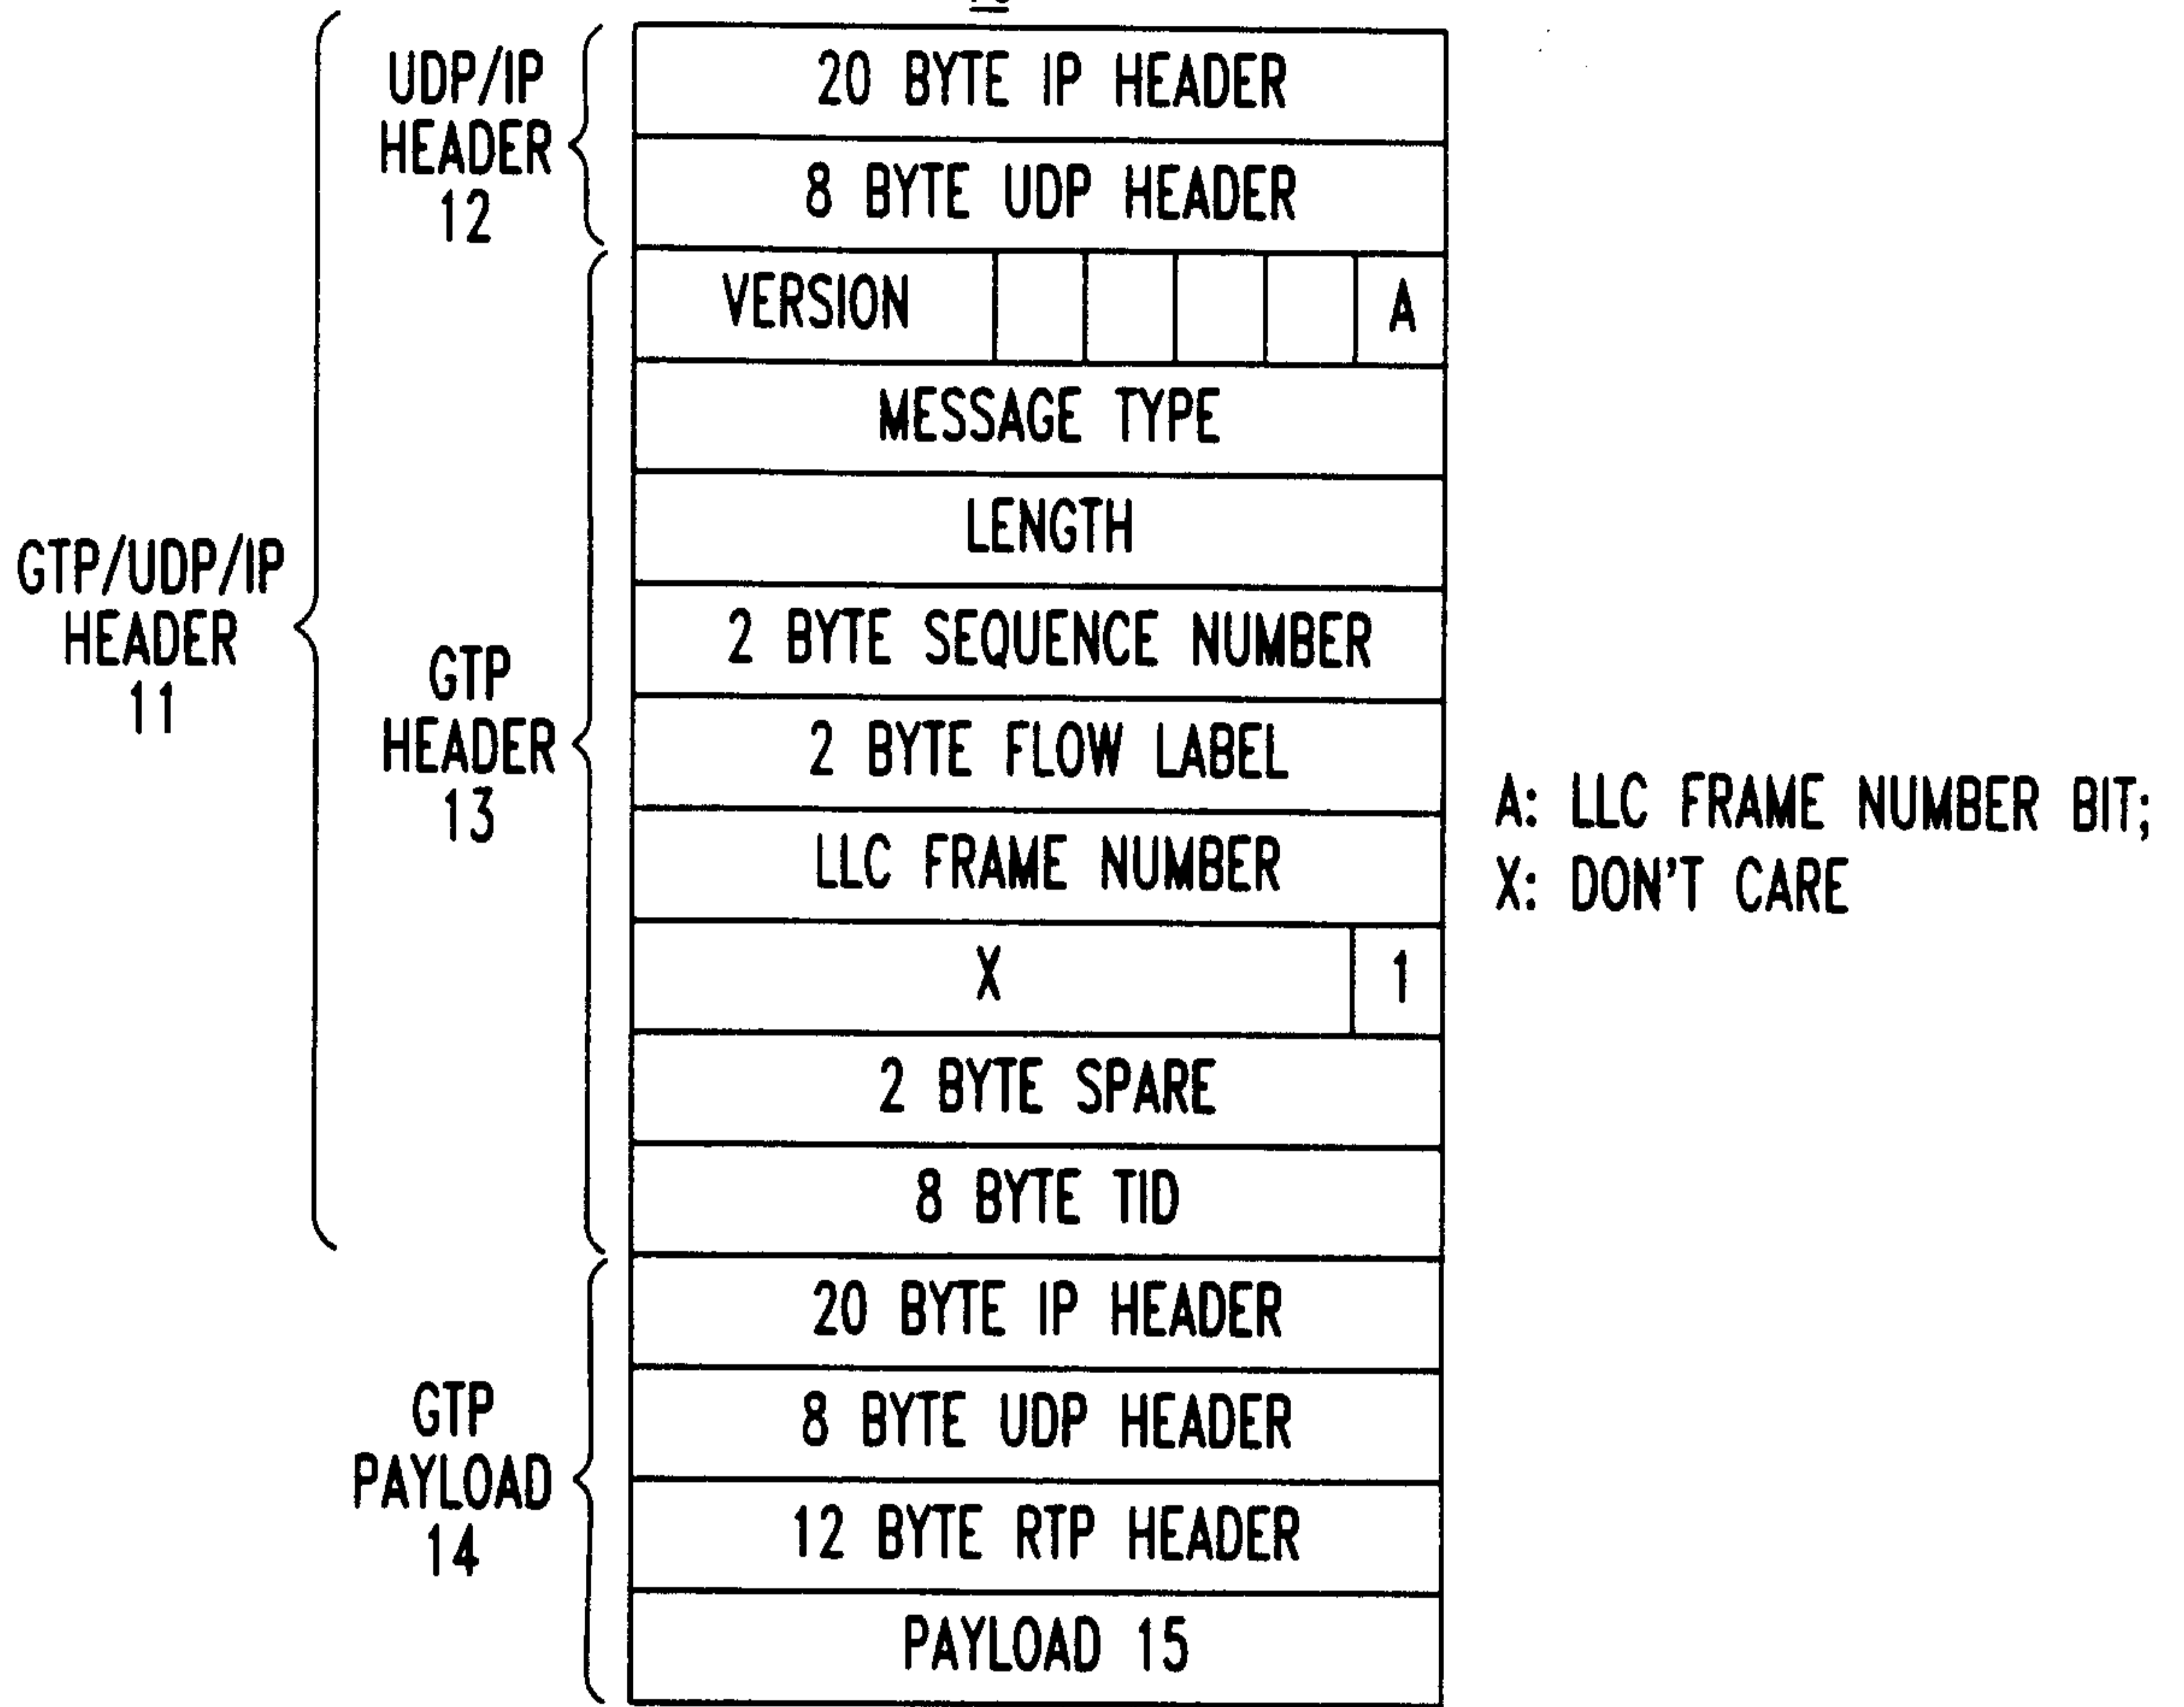 UDP/IP
HEADER
12
20 BYTE IP HEADER
8 BYTE UDP HEADER
GTP/UDP/IP
HEADER
11
GTP
HEADER
13
VERSION A
MESSAGE TYPE
LENGTH
2 BYTE SEQUENCE NUMBER
2 BYTE FLOW LABEL
LLC FRAME NUMBER
X 1
2 BYTE SPARE
8 BYTE TID
A: LLC FRAME NUMBER BIT;
X: DON'T CARE
GTP
PAYLOAD
14
20 BYTE IP HEADER
8 BYTE UDP HEADER
12 BYTE RTP HEADER
PAYLOAD 15